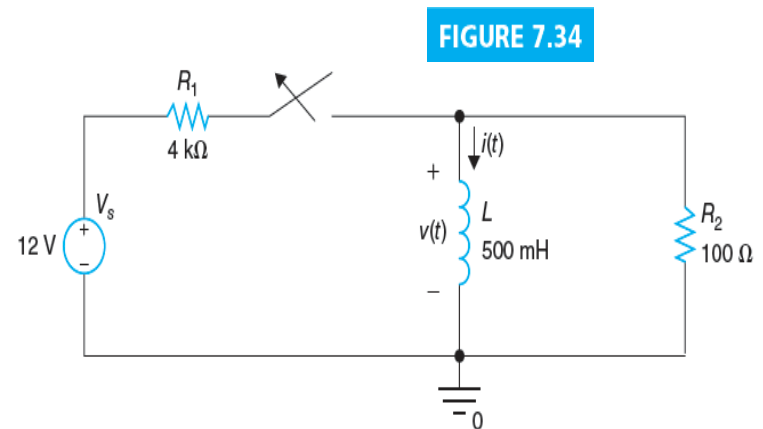 FIGURE 7.34
R₁
4 kΩ
i(t)
+
Vₛ
+
12 V
−
v(t)
L
500 mH
−
R₂
100 Ω
0